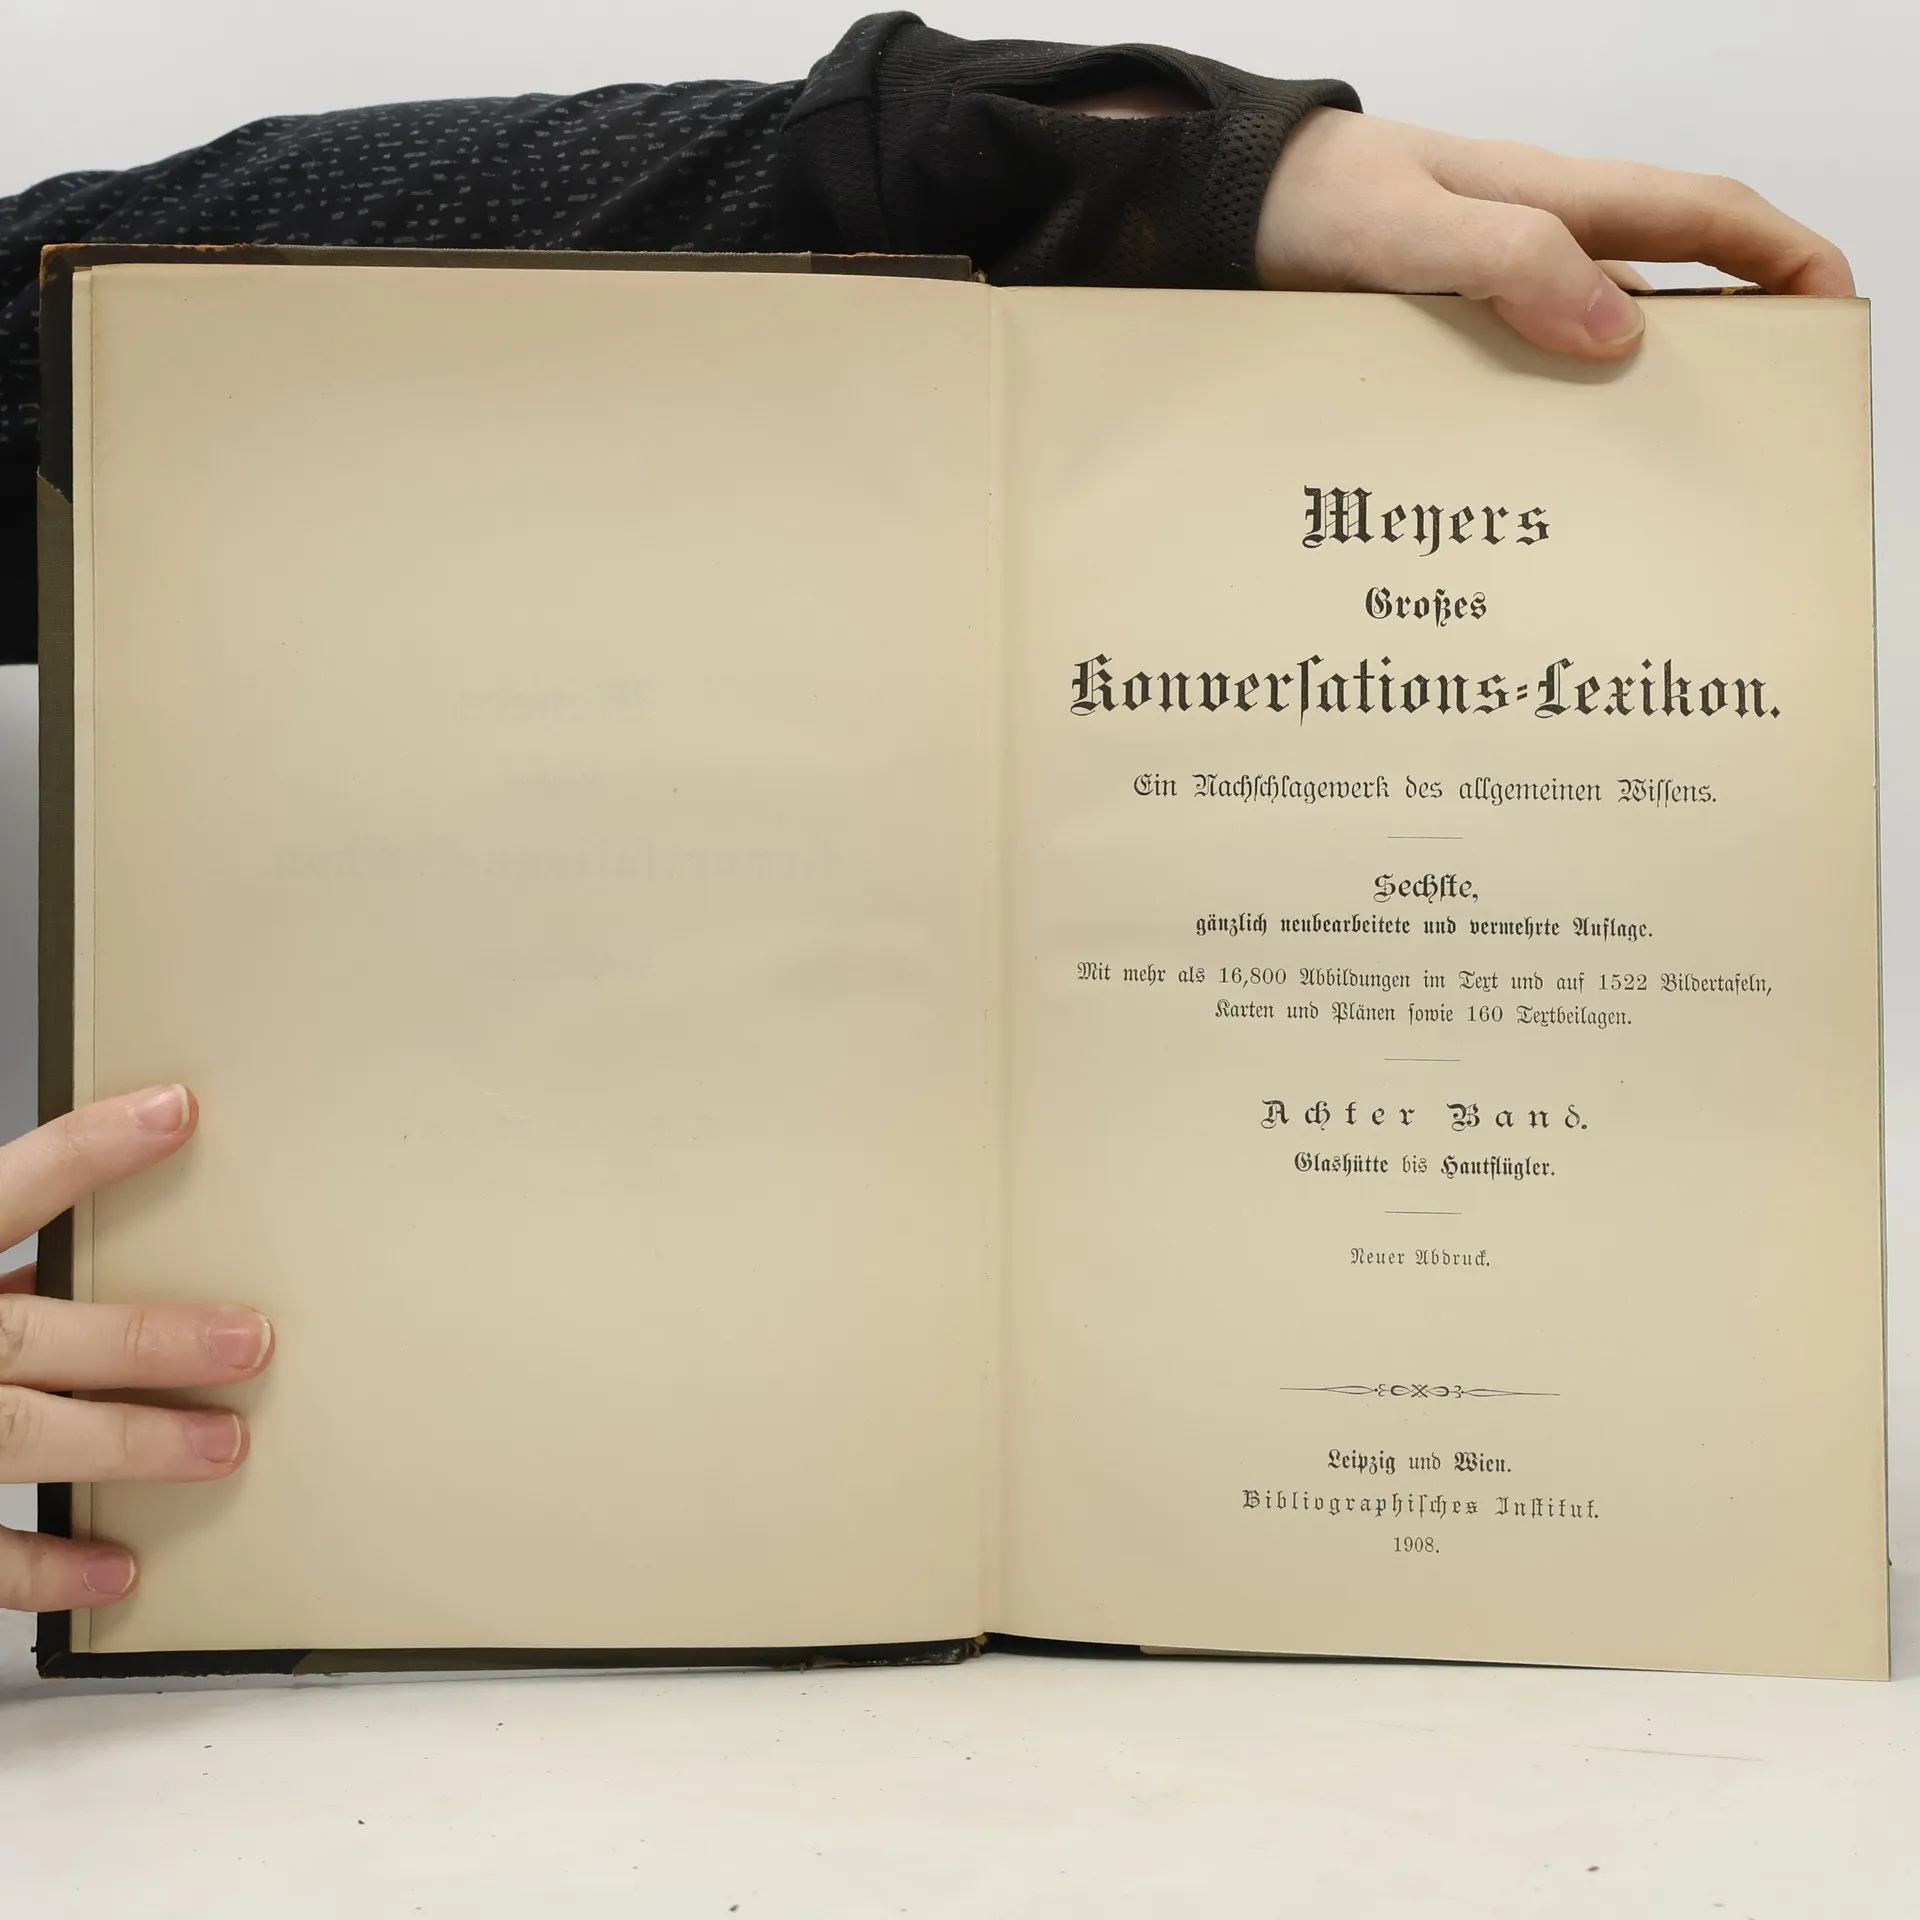 Meyers
Großes
Konverſations-Lexikon.
Ein Nachſchlagewerk des allgemeinen Wiſſens.
Sechſte,
gänzlich neubearbeitete und vermehrte Auflage.
Mit mehr als 16,800 Abbildungen im Text und auf 1522 Bildertafeln,
Karten und Plänen ſowie 160 Textbeilagen.
Achter Band.
Glashütte bis Hautflügler.
Neuer Abdruck.
Leipzig und Wien.
Bibliographiſches Inſtitut.
1908.